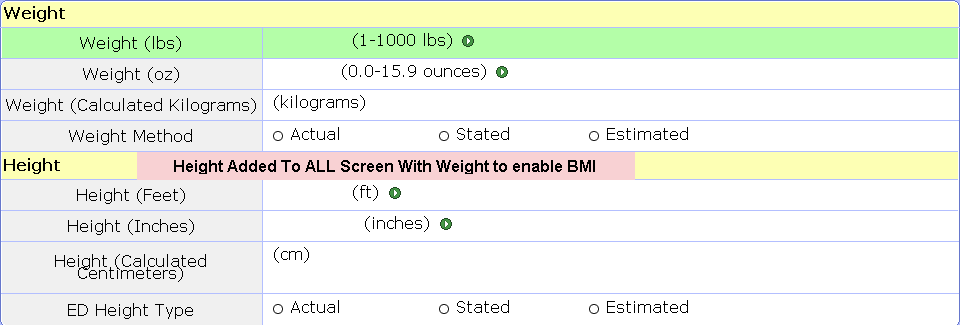 Weight
Weight (lbs) (1-1000 lbs)
Weight (oz) (0.0-15.9 ounces)
Weight (Calculated Kilograms) (kilograms)
Weight Method Actual Stated Estimated
Height Height Added To ALL Screen With Weight to enable BMI
Height (Feet) (ft)
Height (Inches) (inches)
Height (Calculated Centimeters) (cm)
ED Height Type Actual Stated Estimated